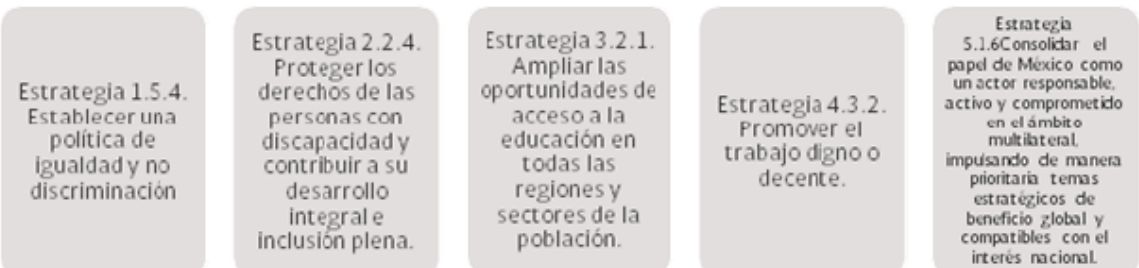 Estrategia 1.5.4.
Establecer una
política de
igualdad y no
discriminación
Estrategia 2.2.4.
Proteger los
derechos de las
personas con
discapacidad y
contribuir a su
desarrollo
integral e
inclusión plena.
Estrategia 3.2.1.
Ampliar las
oportunidades de
acceso a la
educación en
todas las
regiones y
sectores de la
población.
Estrategia 4.3.2.
Promover el
trabajo digno o
decente.
Estrategia
5.1.6Consolidar el
papel de México como
un actor responsable,
activo y comprometido
en el ámbito
multilateral,
impulsando de manera
prioritaria temas
estratégicos de
beneficio global y
compatibles con el
interés nacional.